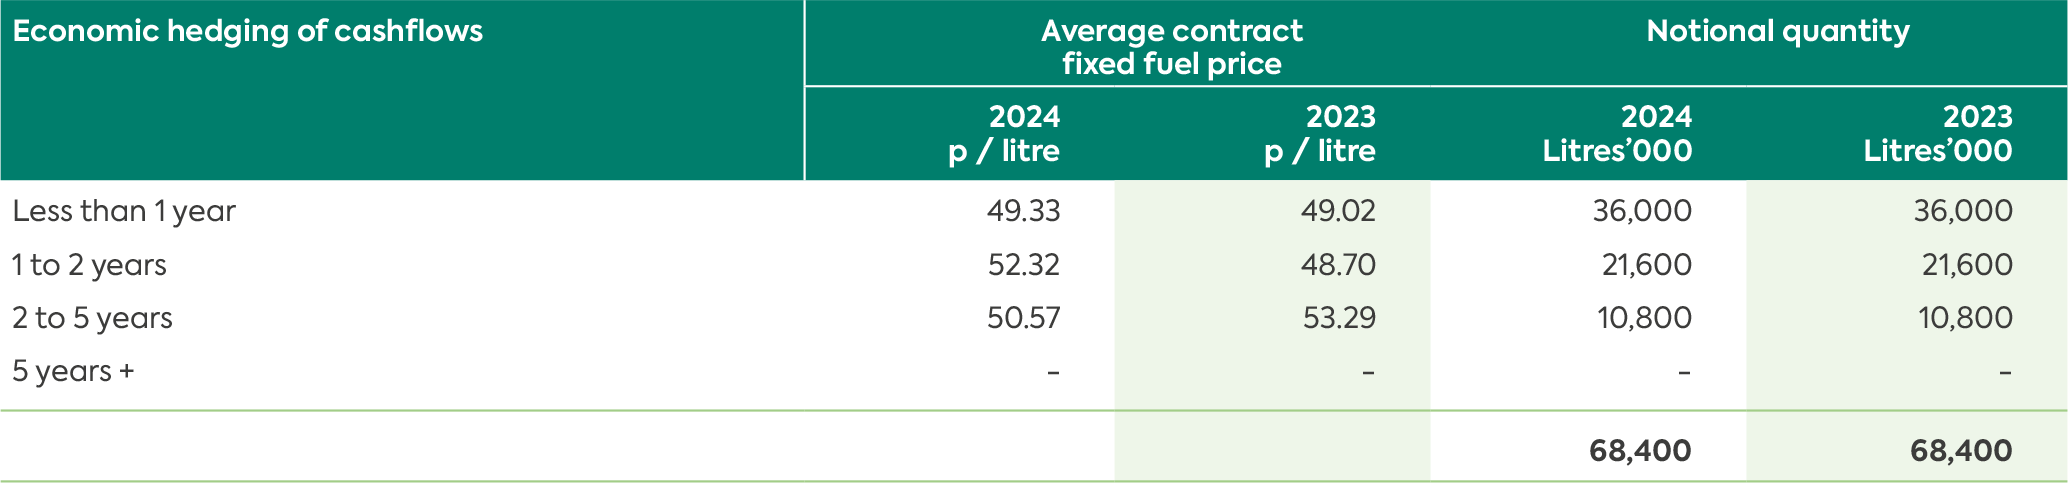 Economic hedging of cashflows Average contract fixed fuel price Notional quantity
2024 p / litre 2023 p / litre 2024 Litres’000 2023 Litres’000
Less than 1 year 49.33 49.02 36,000 36,000
1 to 2 years 52.32 48.70 21,600 21,600
2 to 5 years 50.57 53.29 10,800 10,800
5 years + - - - -
68,400 68,400